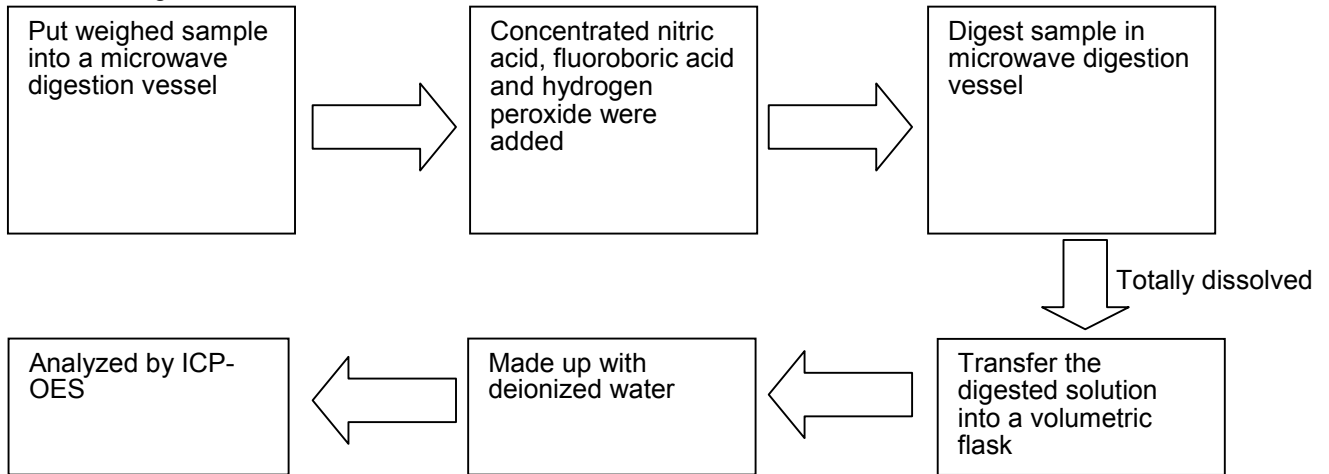 Put weighed sample
into a microwave
digestion vessel
Concentrated nitric
acid, fluoroboric acid
and hydrogen
peroxide were
added
Digest sample in
microwave digestion
vessel
Totally dissolved
Transfer the
digested solution
into a volumetric
flask
Made up with
deionized water
Analyzed by ICP-
OES